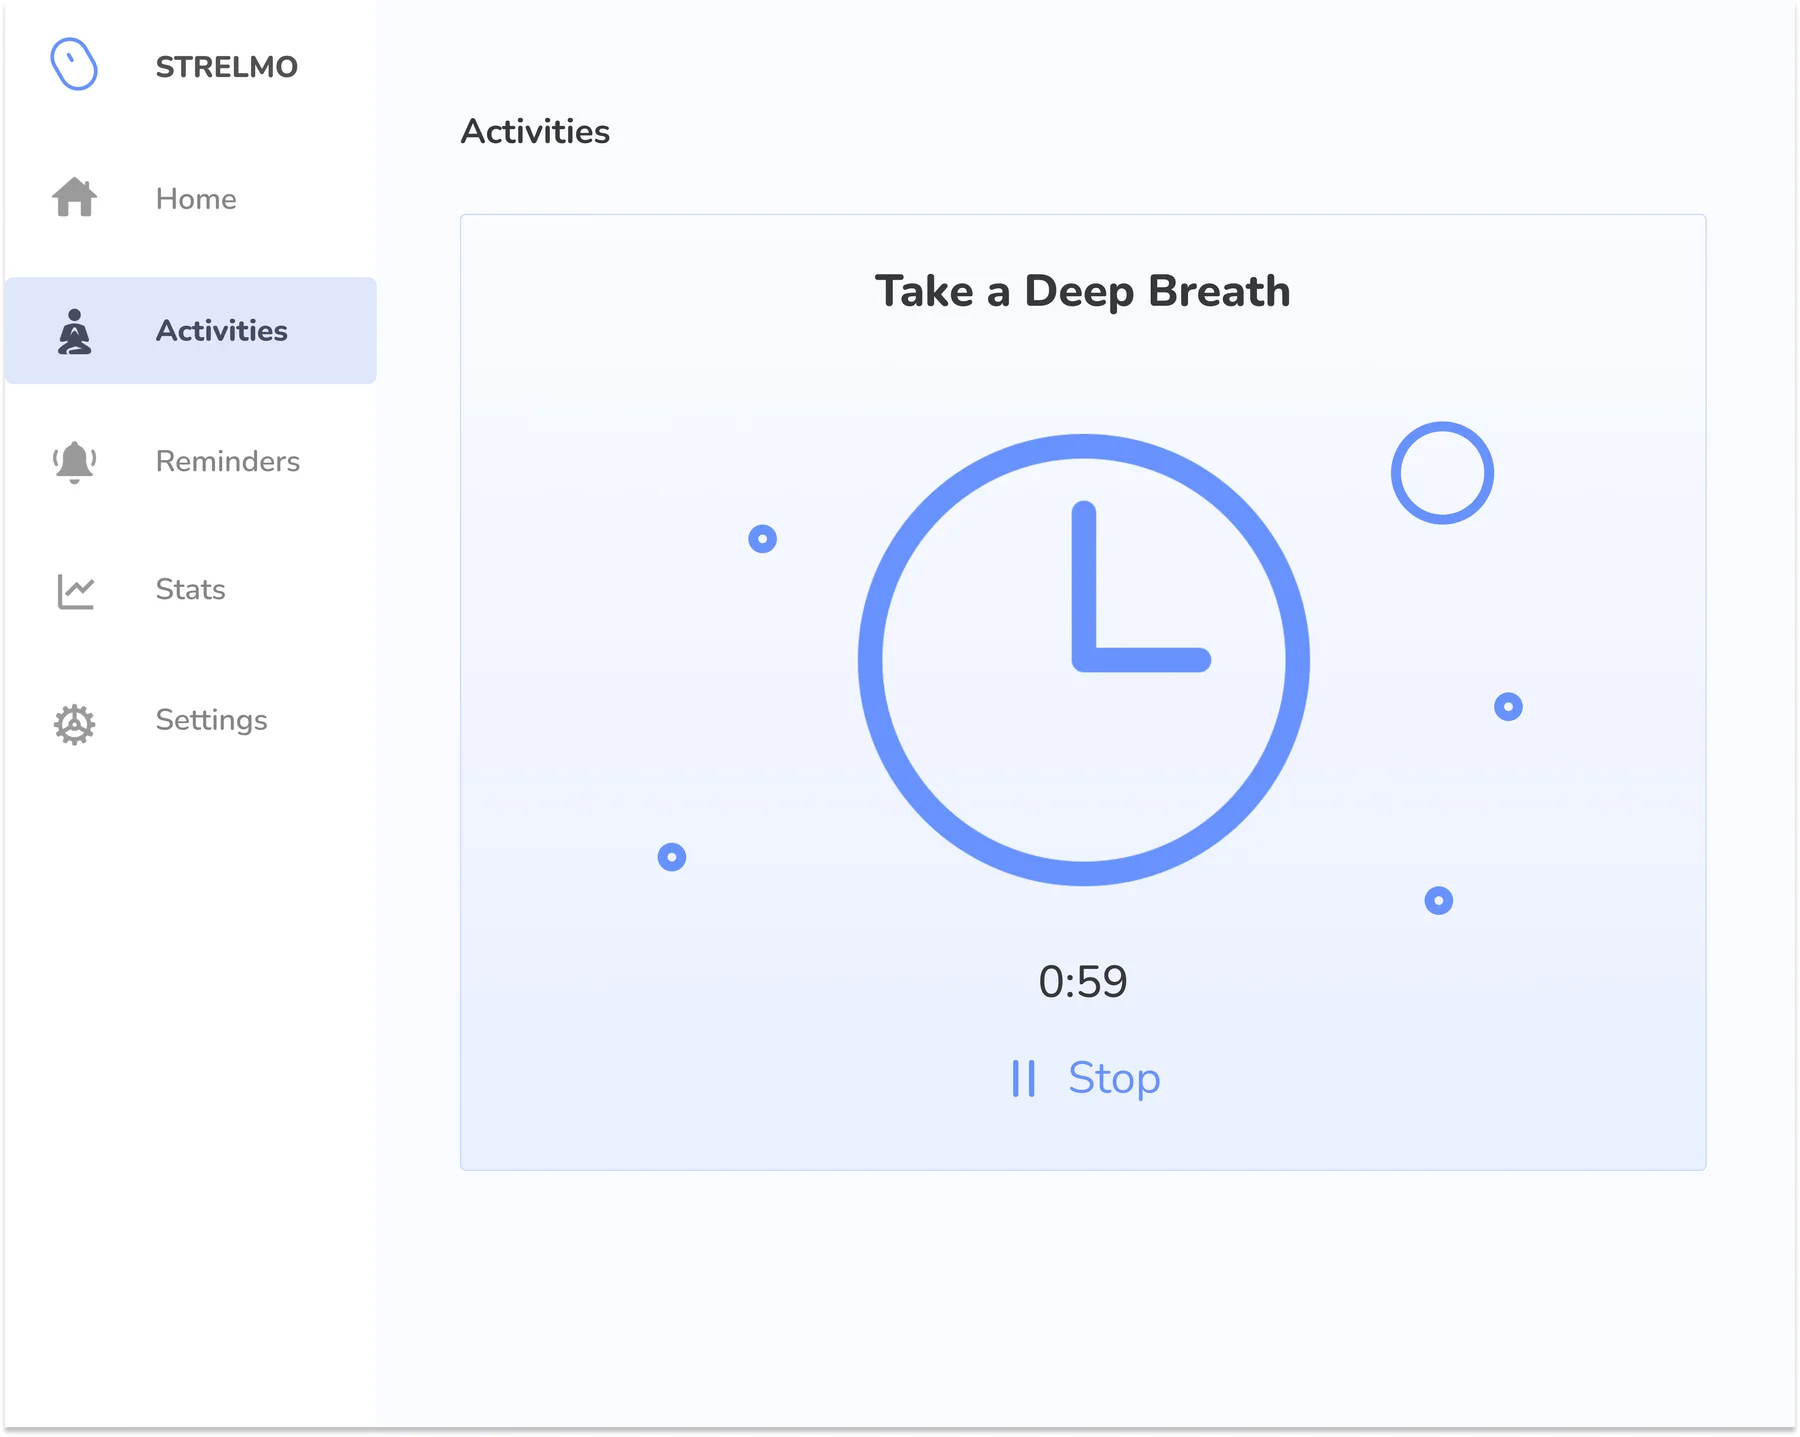 STRELMO
Home
Activities
Reminders
Stats
Settings
Activities
Take a Deep Breath
0:59
Stop